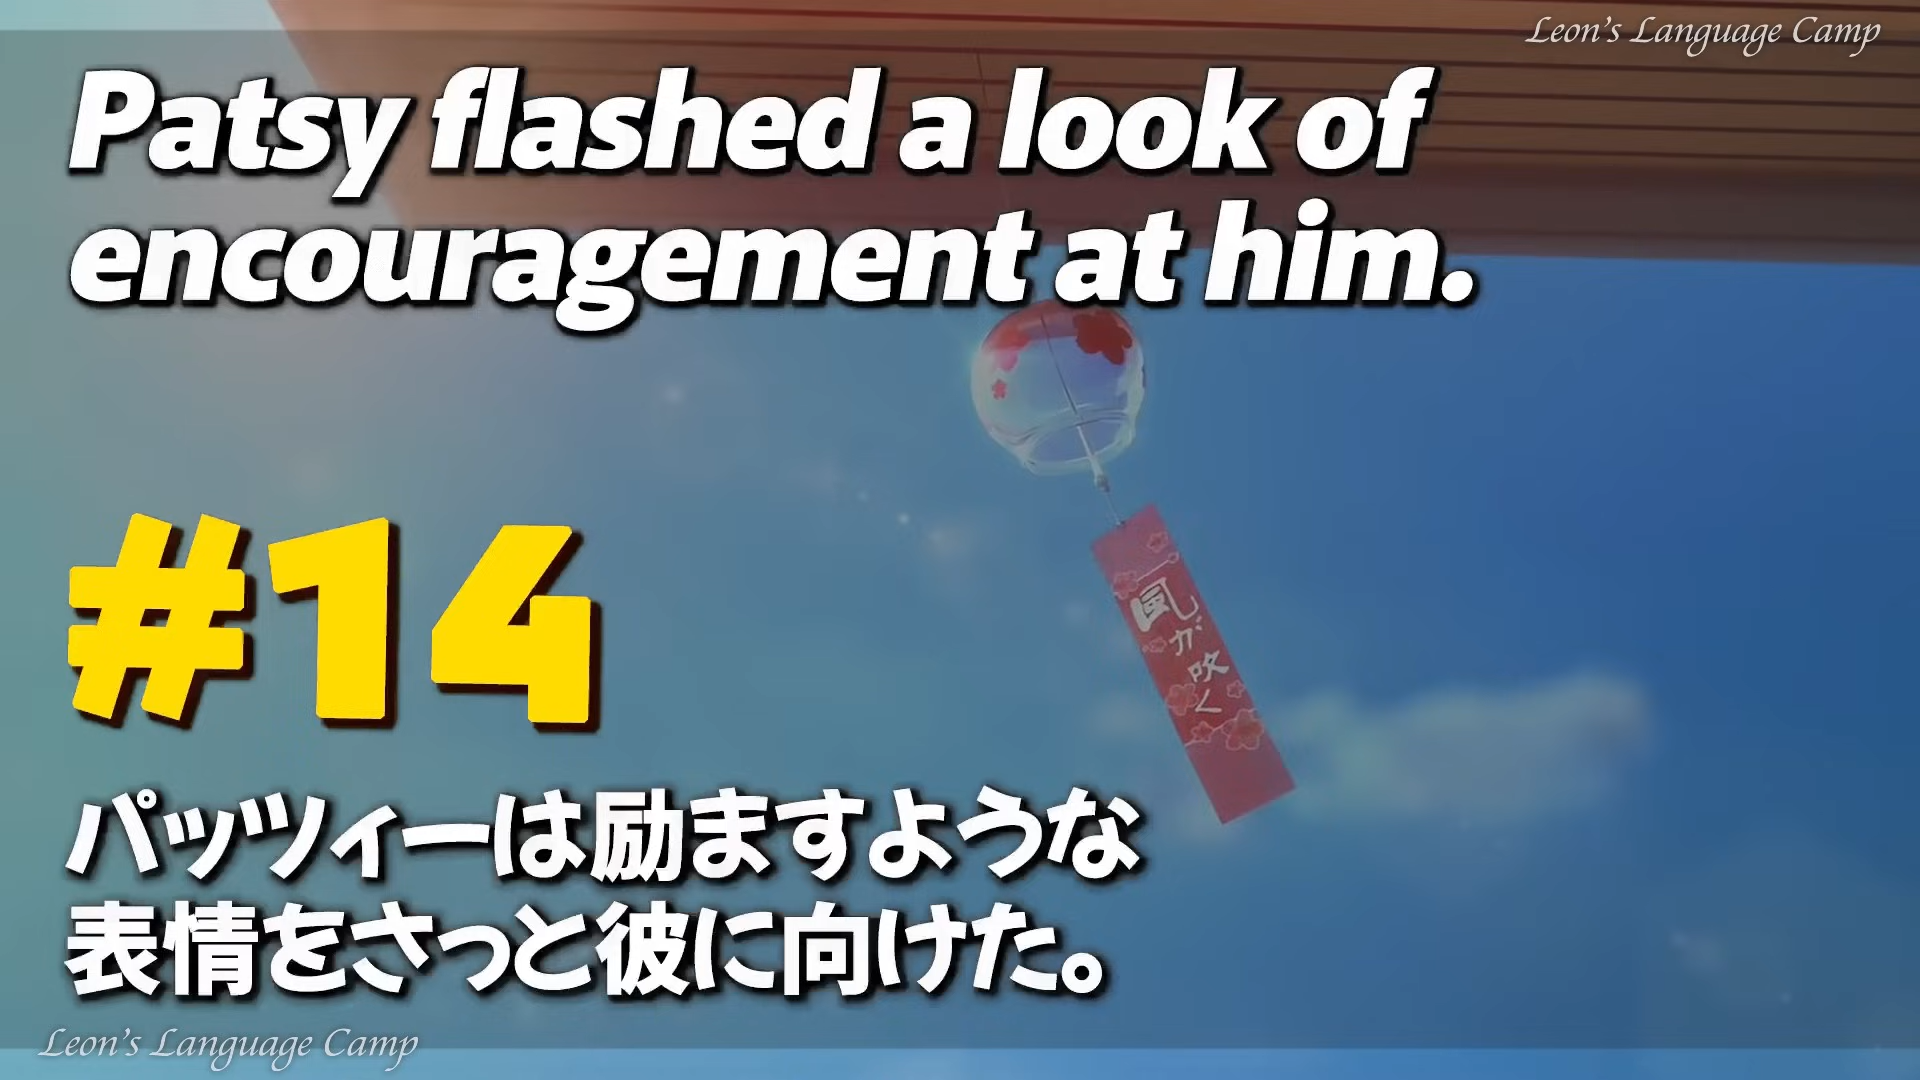 Leon's Language Camp
Patsy flashed a look of
encouragement at him.
風が吹く
#14
パッツィーは励ますような
表情をさっと彼に向けた。
Leon's Language Camp